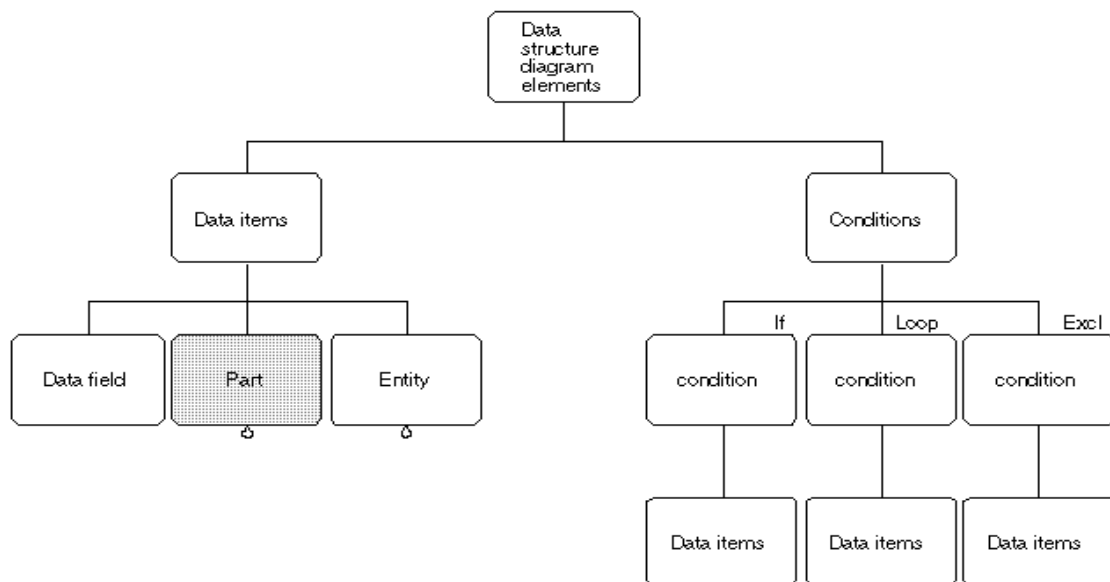 Data
structure
diagram
elements
Data items
Conditions
If
Loop
Excl
Data field
Part
Entity
condition
condition
condition
Data items
Data items
Data items